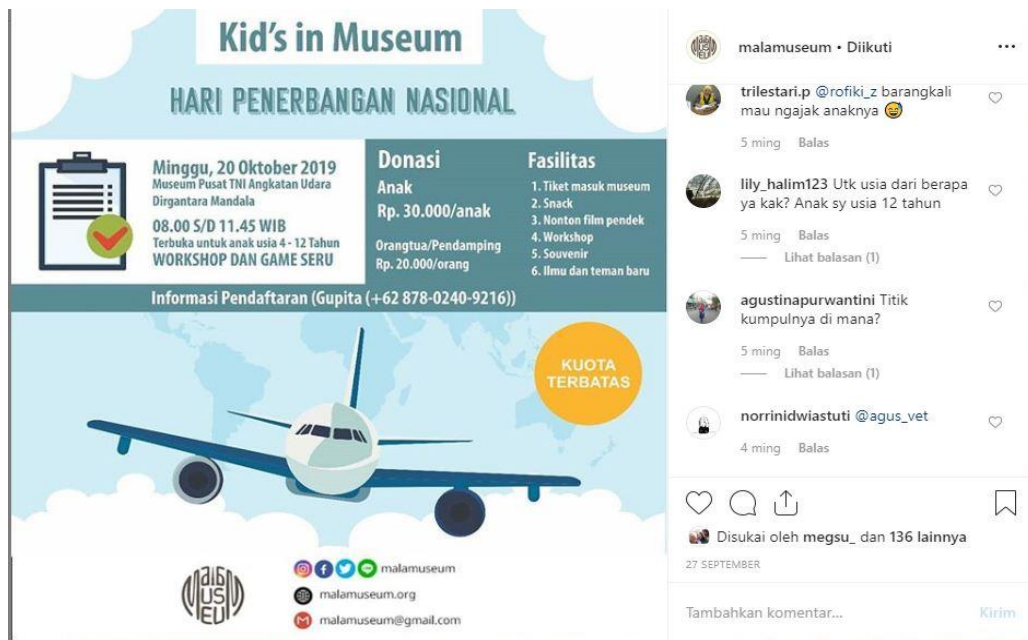 Kid's in Museum
HARI PENERBANGAN NASIONAL
Minggu, 20 Oktober 2019
Museum Pusat TNI Angkatan Udara
Dirgantara Mandala
08.00 S/D 11.45 WIB
Terbuka untuk anak usia 4 - 12 Tahun
WORKSHOP DAN GAME SERU
Donasi
Anak
Rp. 30.000/anak
Orangtua/Pendamping
Rp. 20.000/orang
Fasilitas
1. Tiket masuk museum
2. Snack
3. Nonton film pendek
4. Workshop
5. Souvenir
6. Ilmu dan teman baru
Informasi Pendaftaran (Gupita (+62 878-0240-9216))
KUOTA
TERBATAS
malamuseum
malamuseum.org
malamuseum@gmail.com
malamuseum • Diikuti
trilestari.p @rofiki_z barangkali
mau ngajak anaknya 😅
5 ming Balas
lily_halim123 Utk usia dari berapa
ya kak? Anak sy usia 12 tahun
5 ming Balas
Lihat balasan (1)
agustinapurwantini Titik
kumpulnya di mana?
5 ming Balas
Lihat balasan (1)
norrinidwiastuti @agus_vet
4 ming Balas
Disukai oleh megsu_ dan 136 lainnya
27 SEPTEMBER
Tambahkan komentar...
Kirim